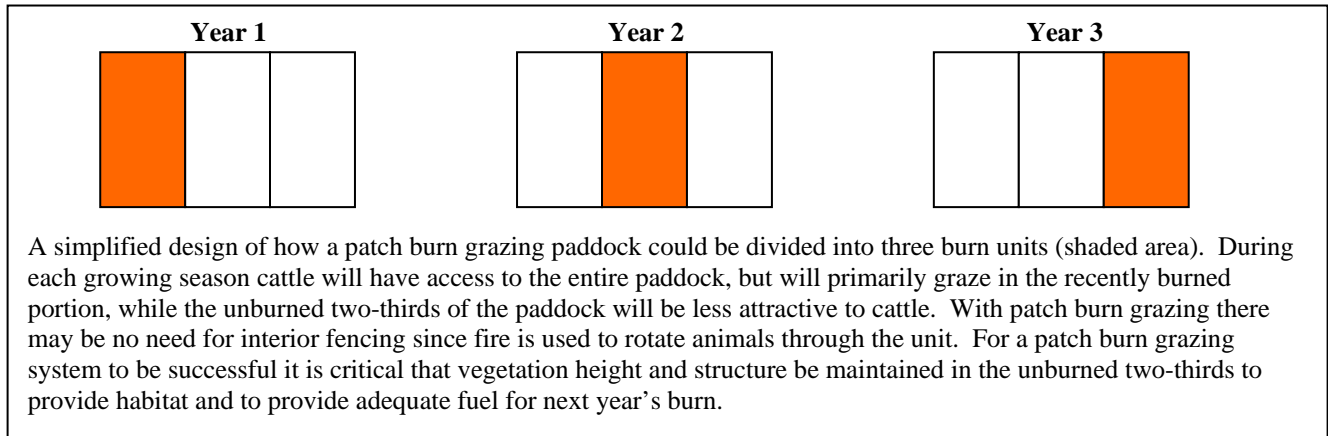 Year 1 Year 2 Year 3
A simplified design of how a patch burn grazing paddock could be divided into three burn units (shaded area).  During
each growing season cattle will have access to the entire paddock, but will primarily graze in the recently burned
portion, while the unburned two-thirds of the paddock will be less attractive to cattle.  With patch burn grazing there
may be no need for interior fencing since fire is used to rotate animals through the unit.  For a patch burn grazing
system to be successful it is critical that vegetation height and structure be maintained in the unburned two-thirds to
provide habitat and to provide adequate fuel for next year’s burn.